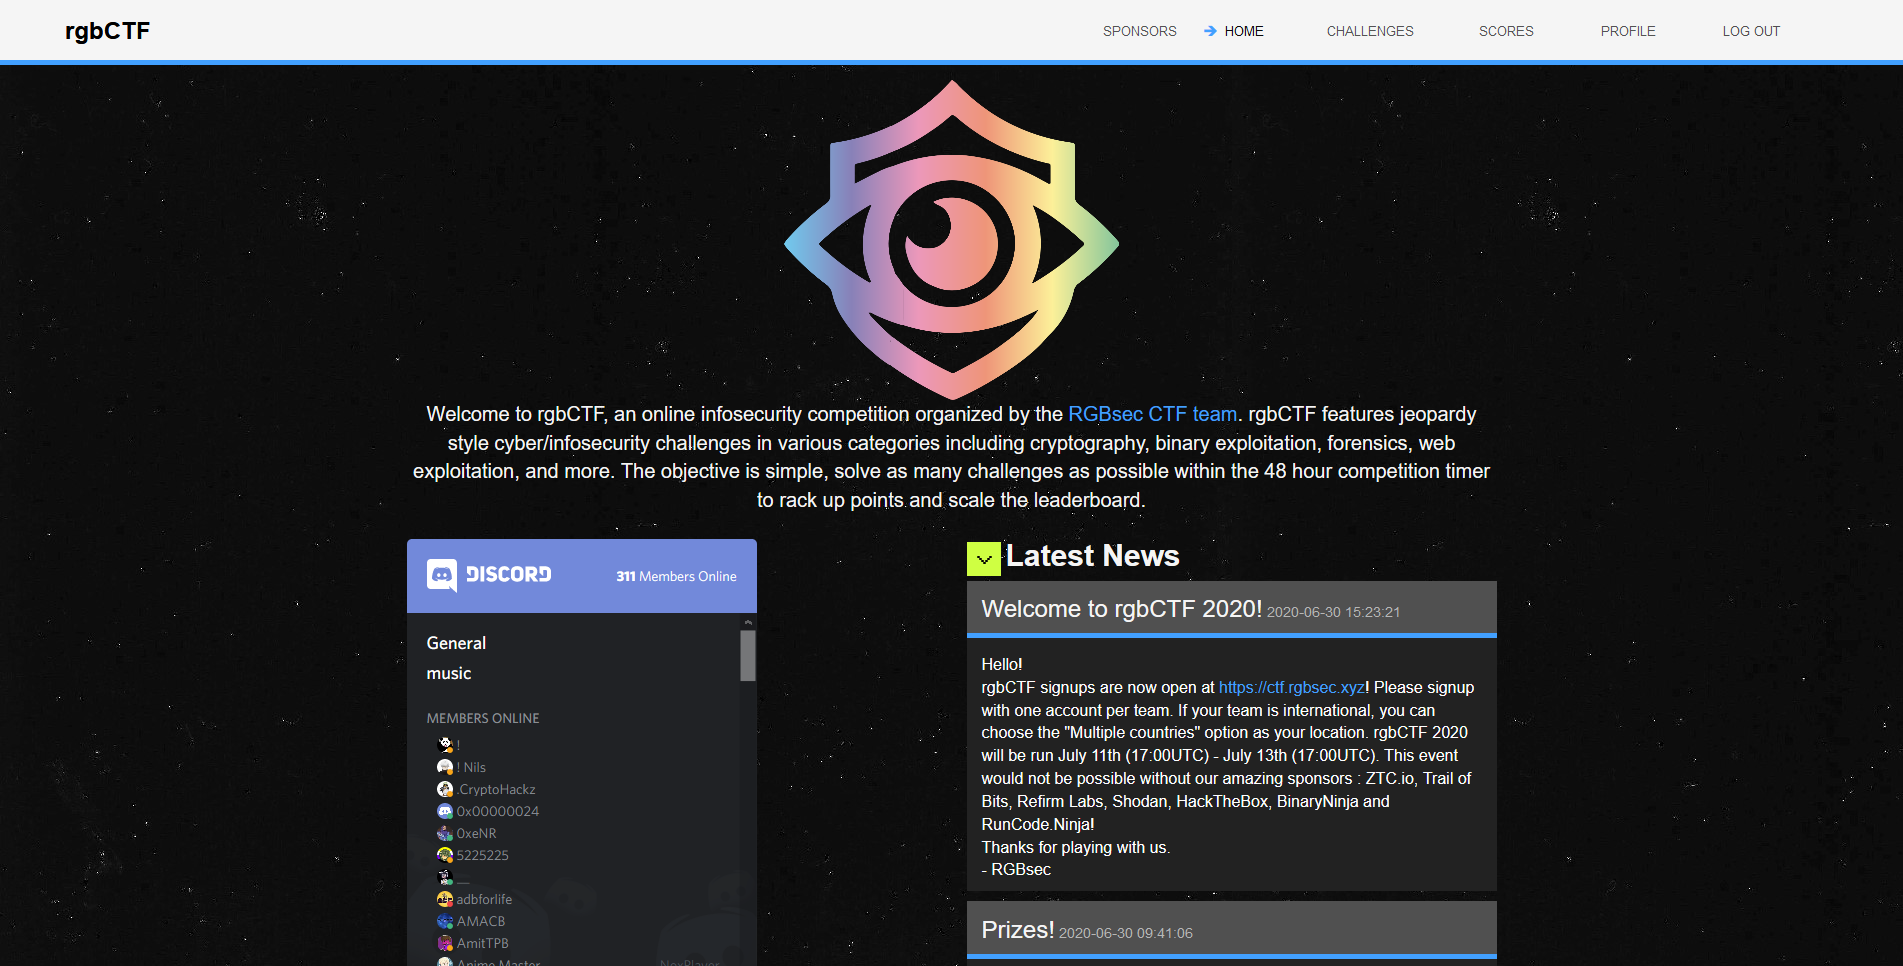 rgbCTF
SPONSORS
HOME
CHALLENGES
SCORES
PROFILE
LOG OUT
Welcome to rgbCTF, an online infosecurity competition organized by the RGBsec CTF team. rgbCTF features jeopardy
style cyber/infosecurity challenges in various categories including cryptography, binary exploitation, forensics, web
exploitation, and more. The objective is simple, solve as many challenges as possible within the 48 hour competition timer
to rack up points and scale the leaderboard.
DISCORD
311 Members Online
General
music
MEMBERS ONLINE
!
! Nils
.CryptoHackz
0x00000024
0xeNR
5225225
__
adbforlife
AMACB
AmitTPB
Anime Master
NoxPlayer
Latest News
Welcome to rgbCTF 2020! 2020-06-30 15:23:21
Hello!
rgbCTF signups are now open at https://ctf.rgbsec.xyz! Please signup
with one account per team. If your team is international, you can
choose the "Multiple countries" option as your location. rgbCTF 2020
will be run July 11th (17:00UTC) - July 13th (17:00UTC). This event
would not be possible without our amazing sponsors : ZTC.io, Trail of
Bits, Refirm Labs, Shodan, HackTheBox, BinaryNinja and
RunCode.Ninja!
Thanks for playing with us.
- RGBsec
Prizes! 2020-06-30 09:41:06